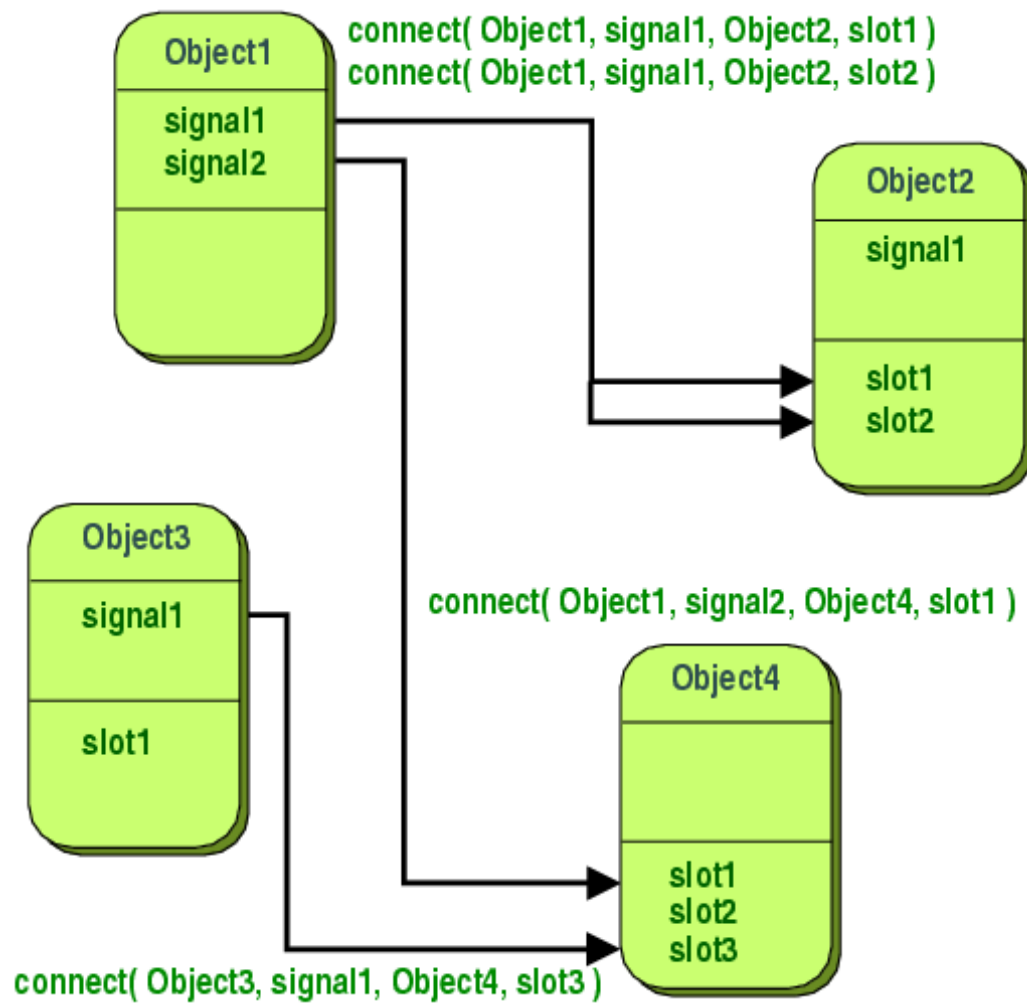 Object1
signal1
signal2
connect( Object1, signal1, Object2, slot1 )
connect( Object1, signal1, Object2, slot2 )
Object2
signal1
slot1
slot2
Object3
signal1
slot1
connect( Object1, signal2, Object4, slot1 )
Object4
slot1
slot2
slot3
connect( Object3, signal1, Object4, slot3 )